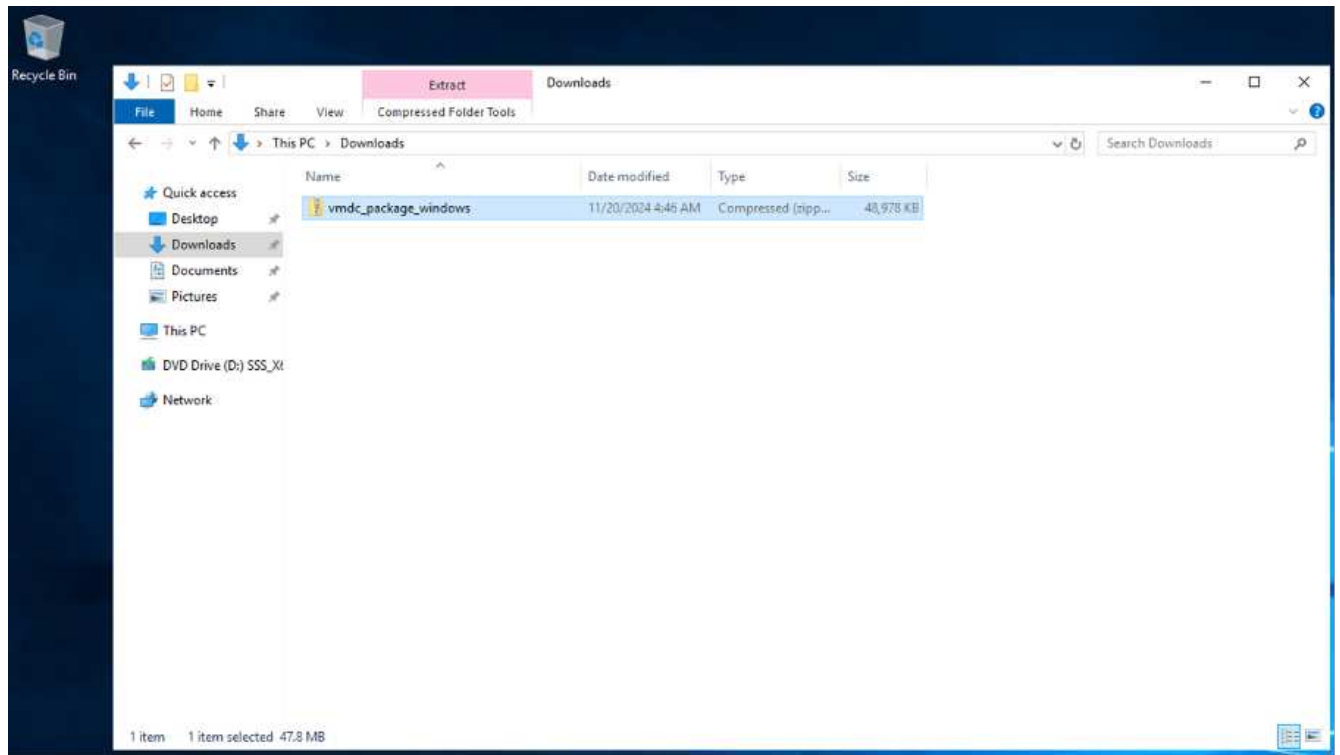 Recycle Bin
Extract
Downloads
File Home Share View Compressed Folder Tools
This PC > Downloads
Search Downloads
Name Date modified Type Size
vmdc_package_windows 11/20/2024 4:46 AM Compressed (zipp... 48,978 KB
Quick access
Desktop
Downloads
Documents
Pictures
This PC
DVD Drive (D:) SSS_X6
Network
1 item 1 item selected 47.8 MB